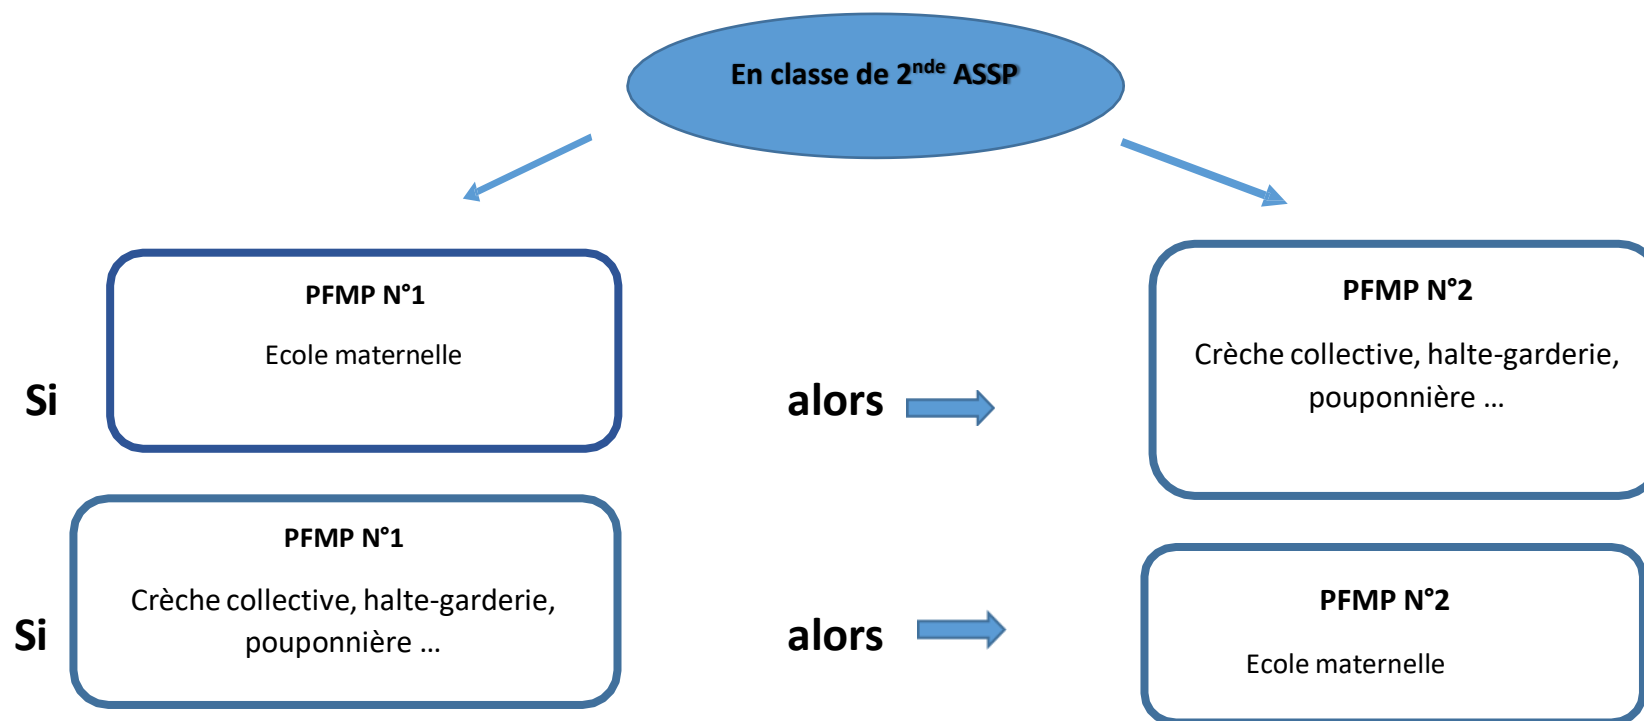 En classe de 2nde ASSP
PFMP N°1
Ecole maternelle
Si
alors
PFMP N°2
Crèche collective, halte-garderie,
pouponnière ...
PFMP N°1
Crèche collective, halte-garderie,
pouponnière ...
Si
alors
PFMP N°2
Ecole maternelle